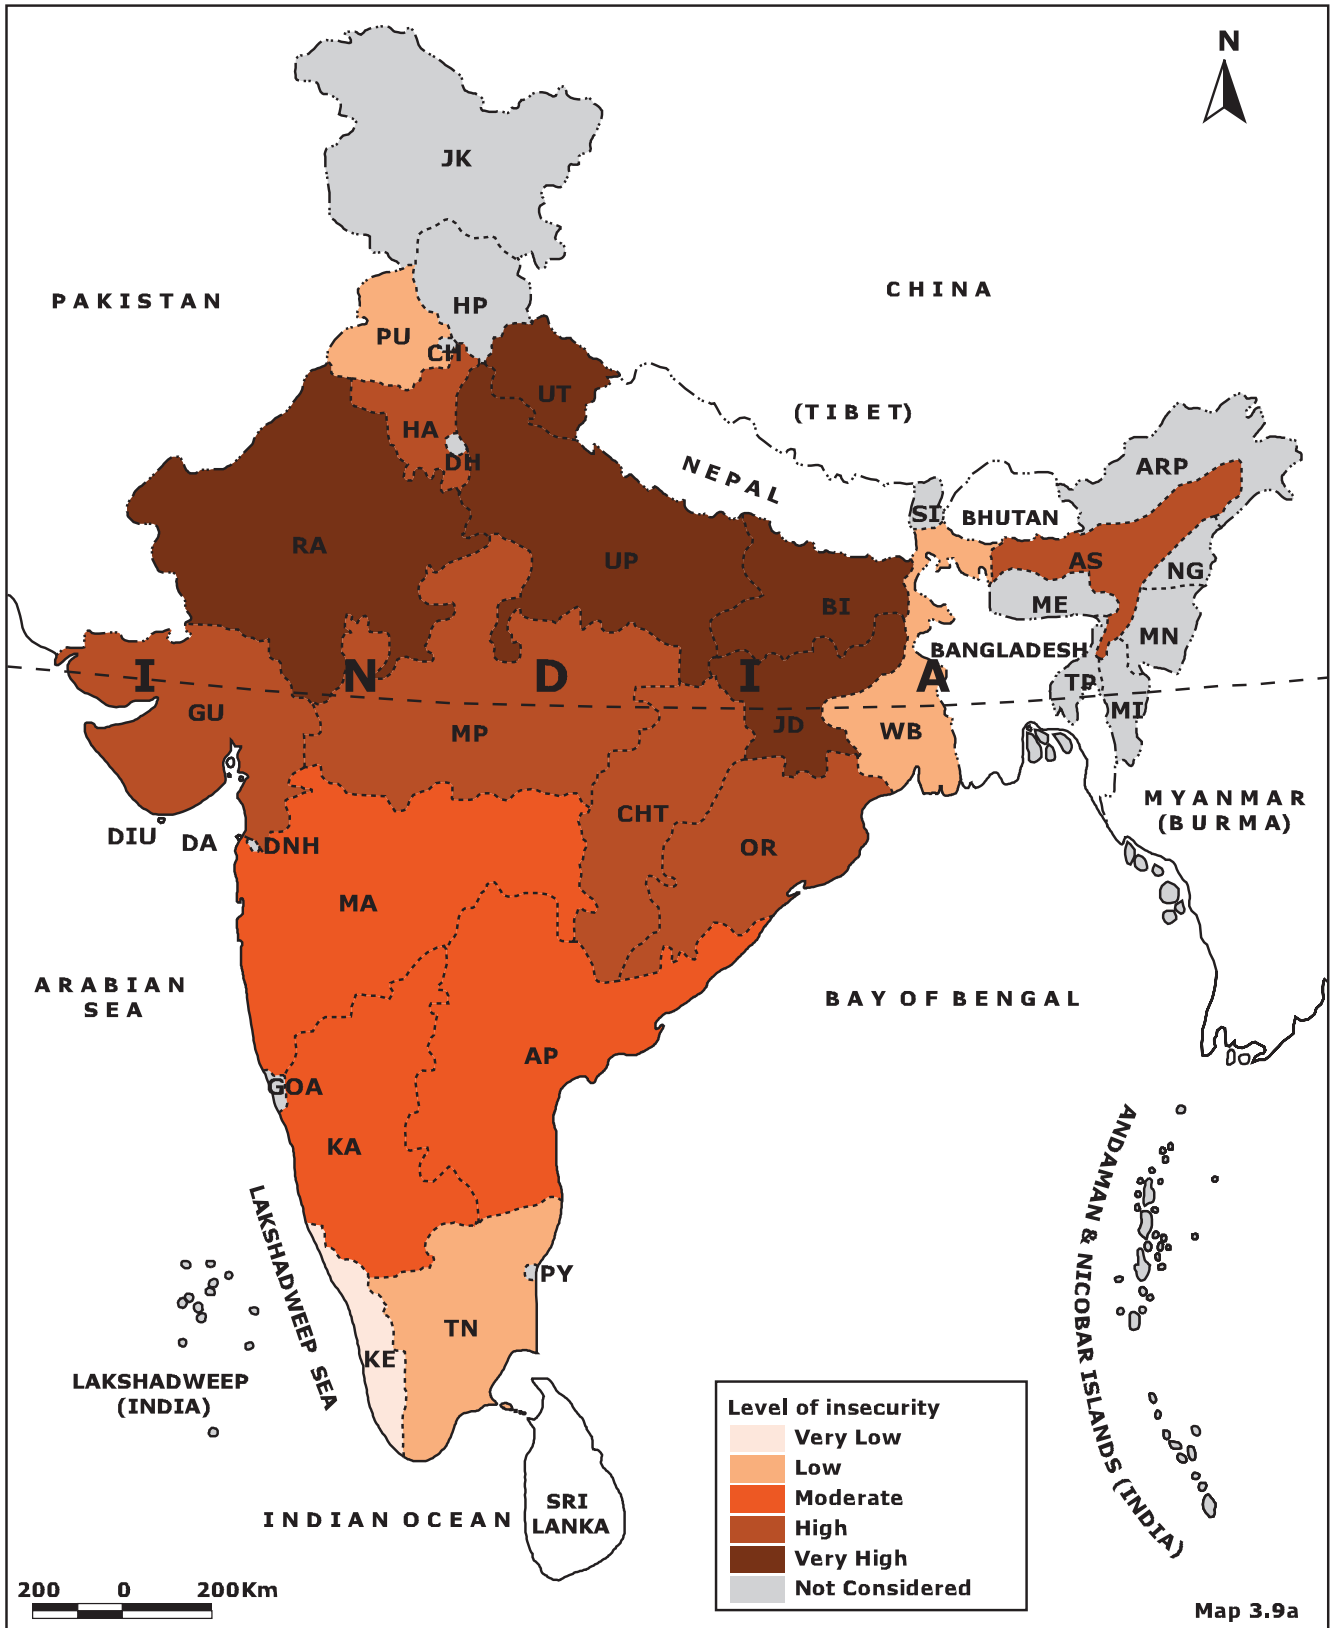 N
JK
PAKISTAN
CHINA
HP
PU
CH
UT
(TIBET)
HA
DH
NEPAL
ARP
SI
BHUTAN
RA
UP
AS
NG
BI
ME
MN
BANGLADESH
I N D I A
TP
MI
GU
MP
JD
WB
MYANMAR
(BURMA)
CHT
DIU
DA
DNH
OR
MA
ARABIAN
SEA
BAY OF BENGAL
AP
GOA
KA
ANDAMAN & NICOBAR ISLANDS (INDIA)
LAKSHADWEEP SEA
PY
TN
KE
LAKSHADWEEP
(INDIA)
Level of insecurity
Very Low
Low
Moderate
High
Very High
Not Considered
SRI
LANKA
INDIAN OCEAN
200 0 200Km
Map 3.9a